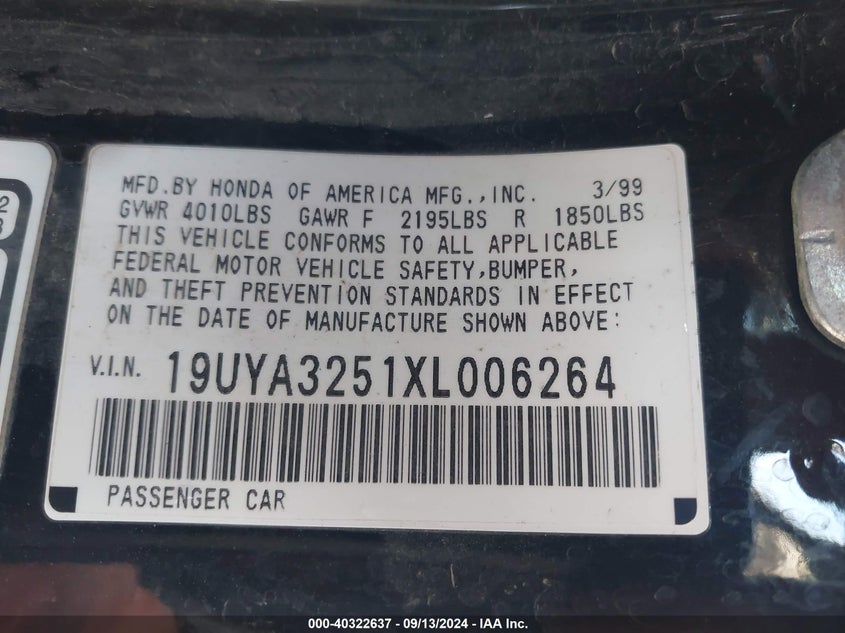 2
3
MFD.BY HONDA OF AMERICA MFG.,INC. 3/99
GVWR 4010LBS GAWR F 2195LBS R 1850LBS
THIS VEHICLE CONFORMS TO ALL APPLICABLE
FEDERAL MOTOR VEHICLE SAFETY,BUMPER,
AND THEFT PREVENTION STANDARDS IN EFFECT
ON THE DATE OF MANUFACTURE SHOWN ABOVE:
V.I.N. 19UYA3251XL006264
PASSENGER CAR
000-40322637 - 09/13/2024 - IAA Inc.